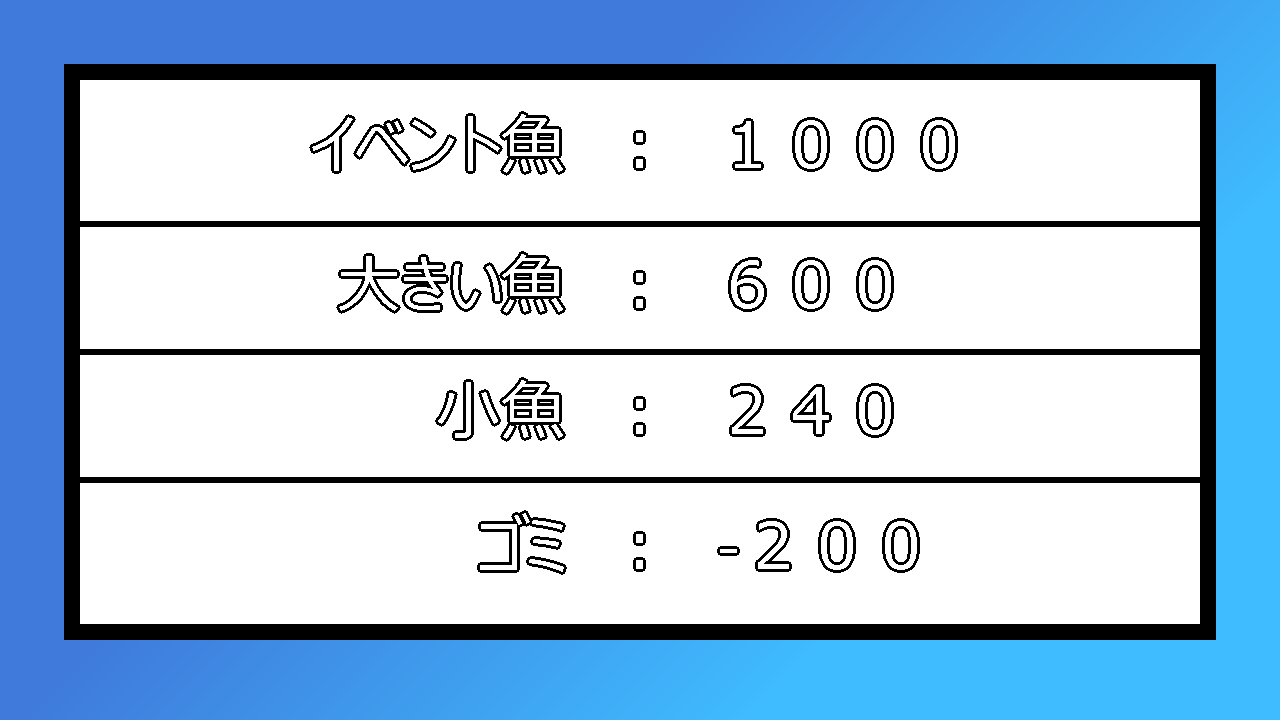 イベント魚　：　１０００
大きい魚　：　６００
小魚　：　２４０
ゴミ　：　-２００